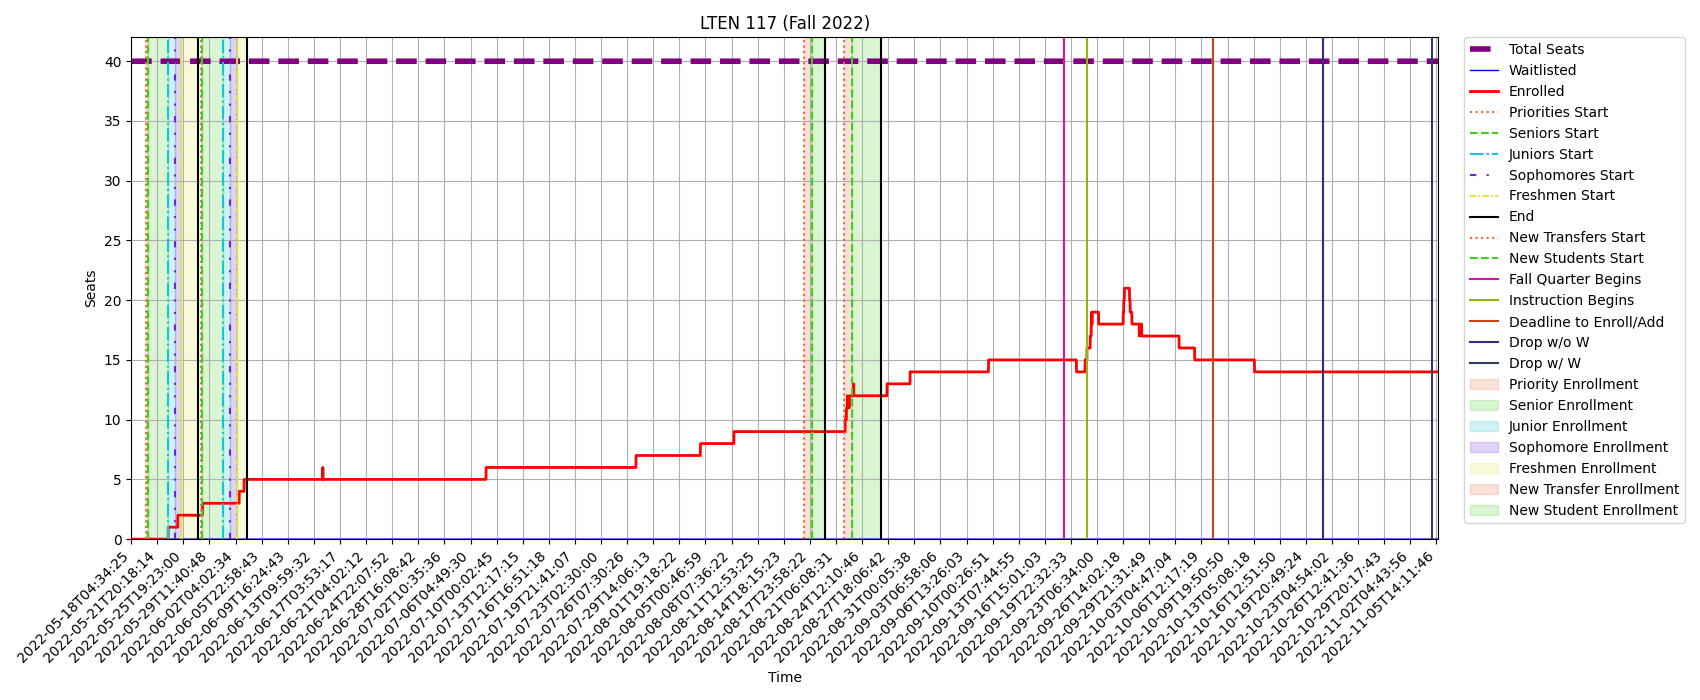 LTEN 117 (Fall 2022)
Seats
40
35
30
25
20
15
10
5
0
2022-05-18T04:34:25
2022-05-21T20:18:14
2022-05-25T19:23:00
2022-05-29T11:40:48
2022-06-02T04:02:34
2022-06-05T22:58:43
2022-06-09T16:24:43
2022-06-13T09:59:32
2022-06-17T03:53:17
2022-06-21T04:02:12
2022-06-24T22:07:52
2022-06-28T16:08:42
2022-07-02T10:35:36
2022-07-06T04:49:30
2022-07-10T00:02:45
2022-07-13T12:17:15
2022-07-16T16:51:18
2022-07-19T21:41:07
2022-07-23T02:30:00
2022-07-26T07:30:26
2022-07-29T14:06:13
2022-08-01T19:18:22
2022-08-05T00:46:59
2022-08-08T07:36:22
2022-08-11T12:53:25
2022-08-14T18:15:23
2022-08-17T23:58:22
2022-08-21T06:08:31
2022-08-24T12:10:46
2022-08-27T18:06:42
2022-08-31T00:05:38
2022-09-03T06:58:06
2022-09-06T13:26:03
2022-09-10T00:26:51
2022-09-13T07:44:55
2022-09-16T15:01:03
2022-09-19T22:32:33
2022-09-23T06:34:00
2022-09-26T14:02:18
2022-09-29T21:31:49
2022-10-03T04:47:04
2022-10-06T12:17:19
2022-10-09T19:50:50
2022-10-13T05:08:18
2022-10-16T12:51:50
2022-10-19T20:49:24
2022-10-23T04:54:02
2022-10-26T12:41:36
2022-10-29T20:17:43
2022-11-02T04:43:56
2022-11-05T14:11:46
Time
Total Seats
Waitlisted
Enrolled
Priorities Start
Seniors Start
Juniors Start
Sophomores Start
Freshmen Start
End
New Transfers Start
New Students Start
Fall Quarter Begins
Instruction Begins
Deadline to Enroll/Add
Drop w/o W
Drop w/ W
Priority Enrollment
Senior Enrollment
Junior Enrollment
Sophomore Enrollment
Freshmen Enrollment
New Transfer Enrollment
New Student Enrollment